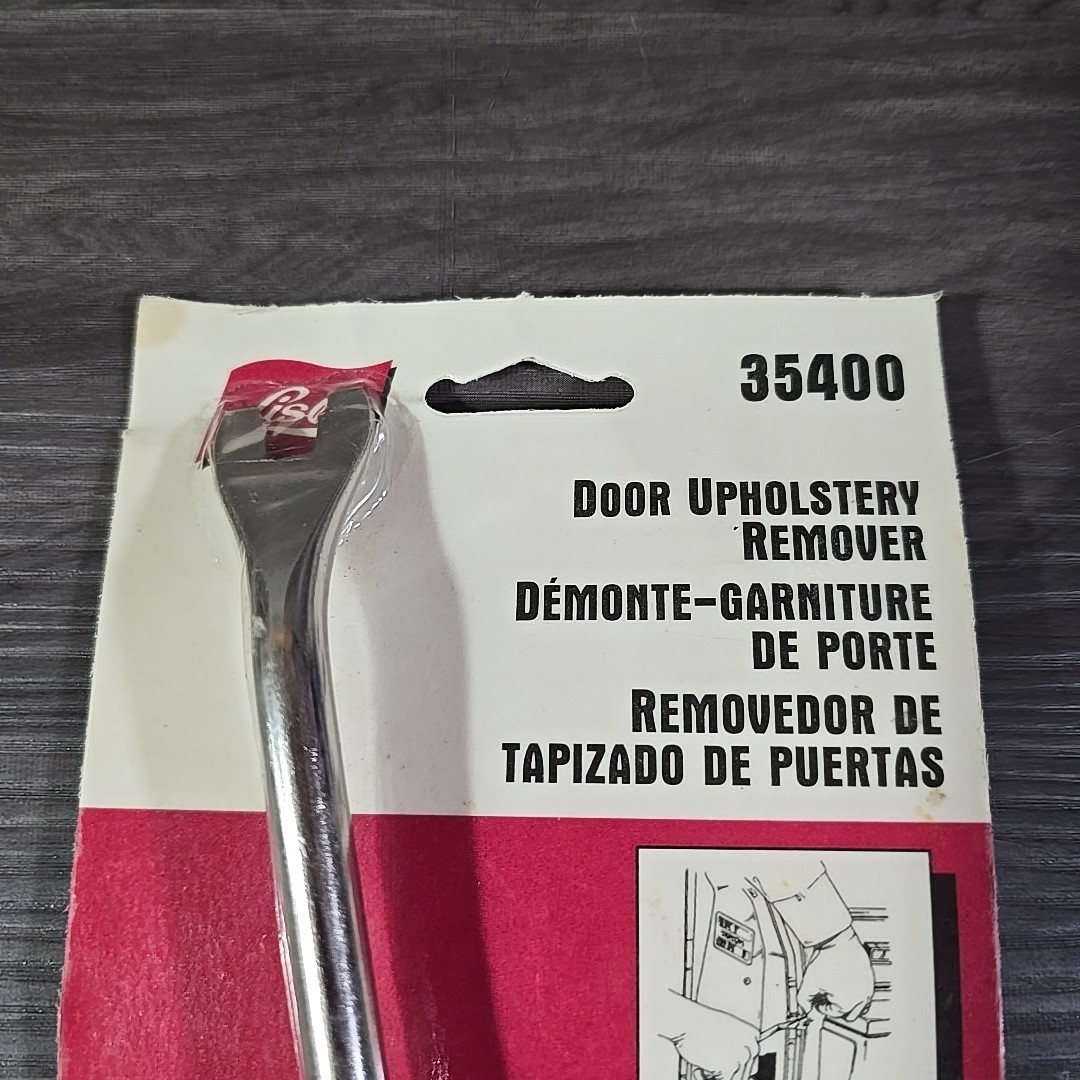 35400
DOOR UPHOLSTERY
REMOVER
DÉMONTE-GARNITURE
DE PORTE
REMOVEDOR DE
TAPIZADO DE PUERTAS